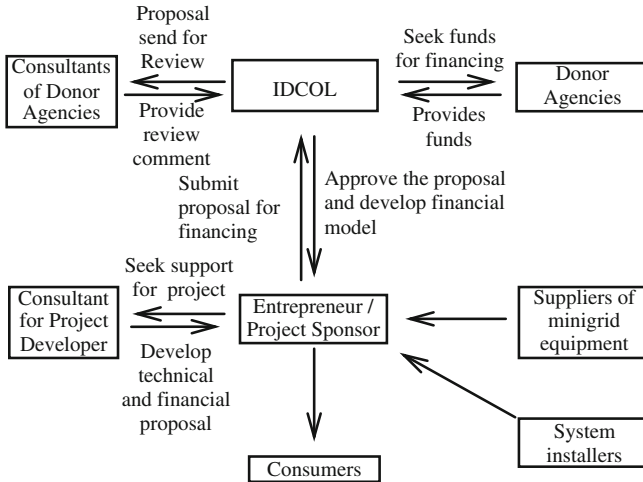 Proposal
send for
Review
Consultants
of Donor
Agencies
Provide
review
comment
IDCOL
Seek funds
for financing
Provides
funds
Donor
Agencies
Submit
proposal for
financing
Approve the proposal
and develop financial
model
Seek support
for project
Consultant
for Project
Developer
Develop
technical
and financial
proposal
Entrepreneur /
Project Sponsor
Suppliers of
minigrid
equipment
System
installers
Consumers